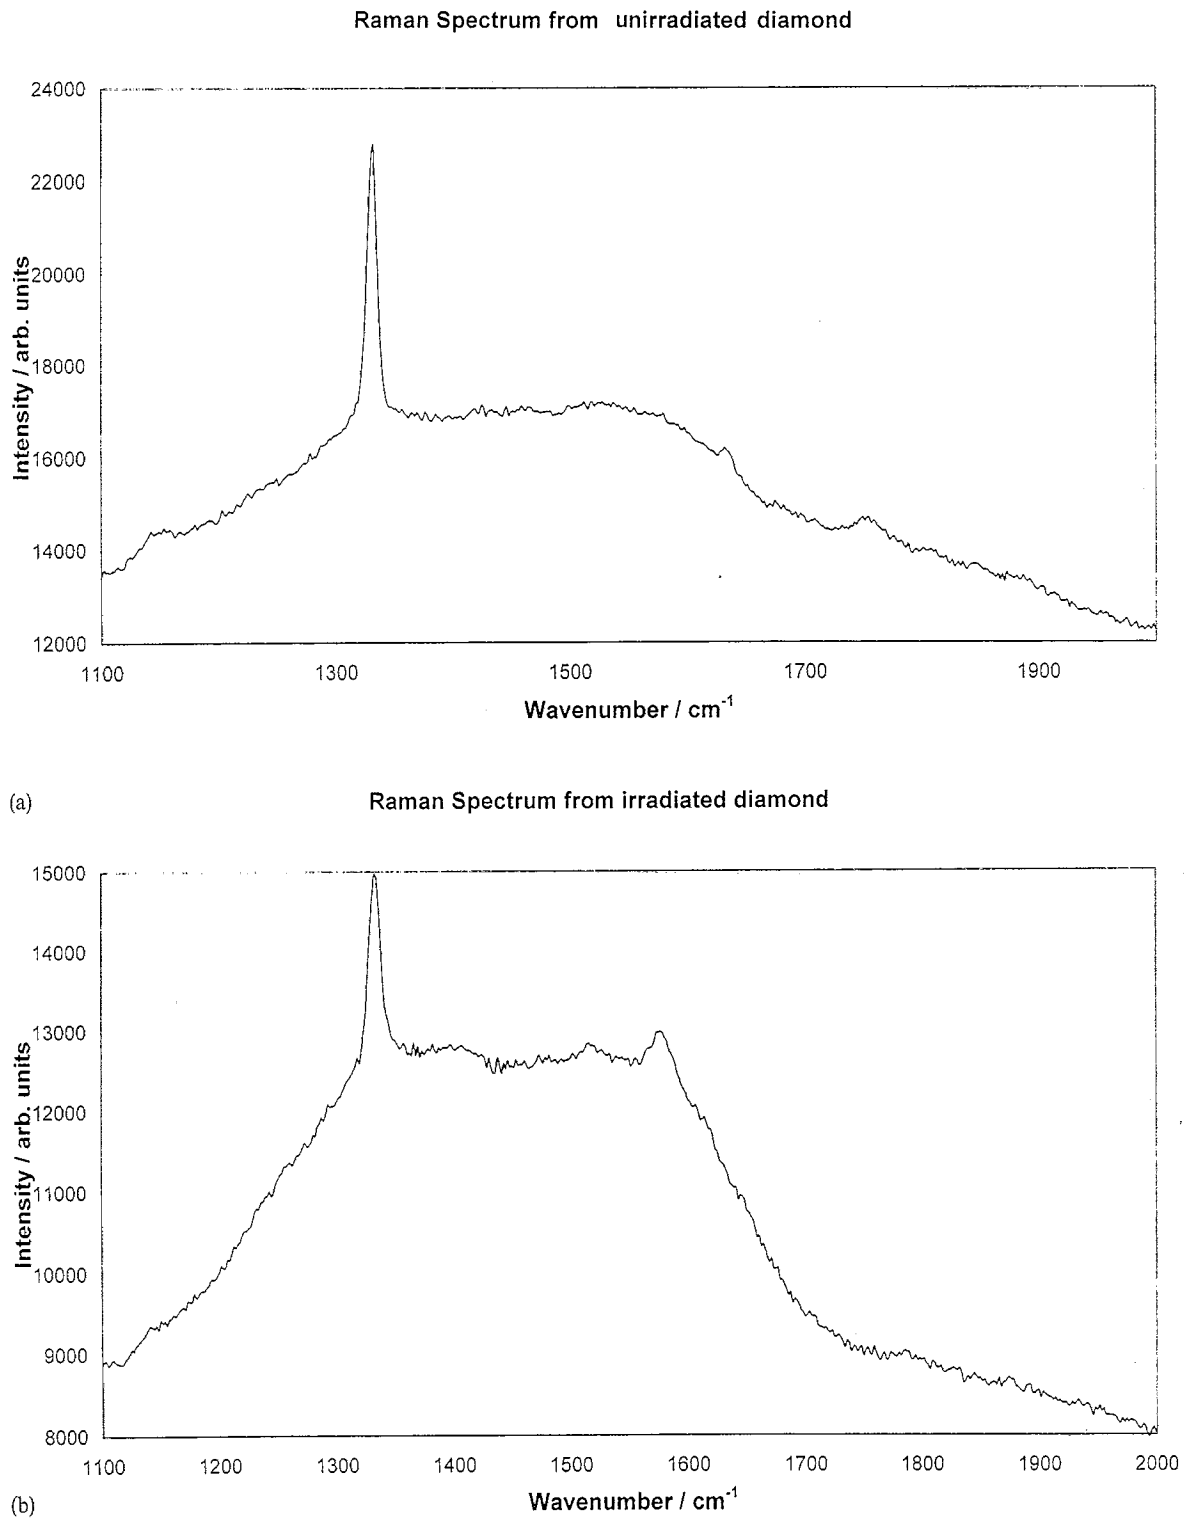 Raman Spectrum from unirradiated diamond
24000
22000
20000
18000
16000
14000
12000
Intensity / arb. units
1100 1300 1500 1700 1900
Wavenumber / cm-1
(a)
Raman Spectrum from irradiated diamond
15000
14000
13000
12000
11000
10000
9000
8000
Intensity / arb. units
1100 1200 1300 1400 1500 1600 1700 1800 1900 2000
Wavenumber / cm-1
(b)